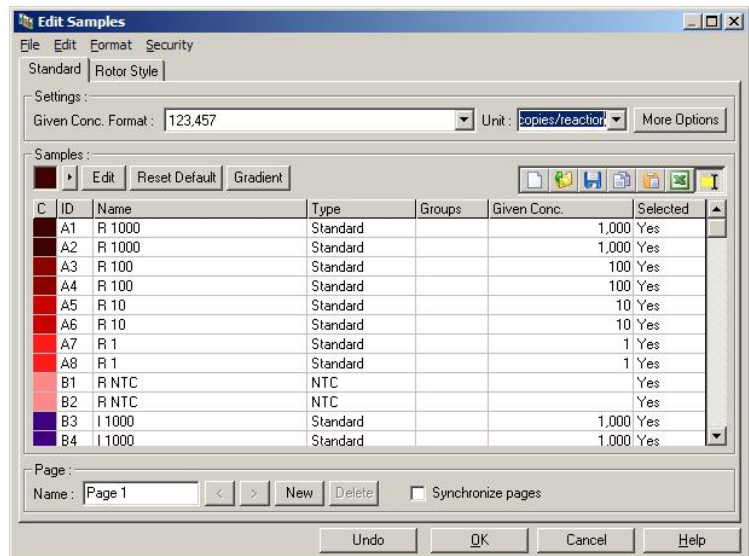 Edit Samples
File Edit Format Security
Standard Rotor Style
Settings :
Given Conc. Format : 123,457 Unit : copies/reaction More Options
Samples :
Edit Reset Default Gradient
C ID Name Type Groups Given Conc. Selected
A1 R 1000 Standard 1,000 Yes
A2 R 1000 Standard 1,000 Yes
A3 R 100 Standard 100 Yes
A4 R 100 Standard 100 Yes
A5 R 10 Standard 10 Yes
A6 R 10 Standard 10 Yes
A7 R 1 Standard 1 Yes
A8 R 1 Standard 1 Yes
B1 R NTC NTC Yes
B2 R NTC NTC Yes
B3 I 1000 Standard 1,000 Yes
B4 I 1000 Standard 1,000 Yes
Page :
Name : Page 1 < > New Delete Synchronize pages
Undo OK Cancel Help